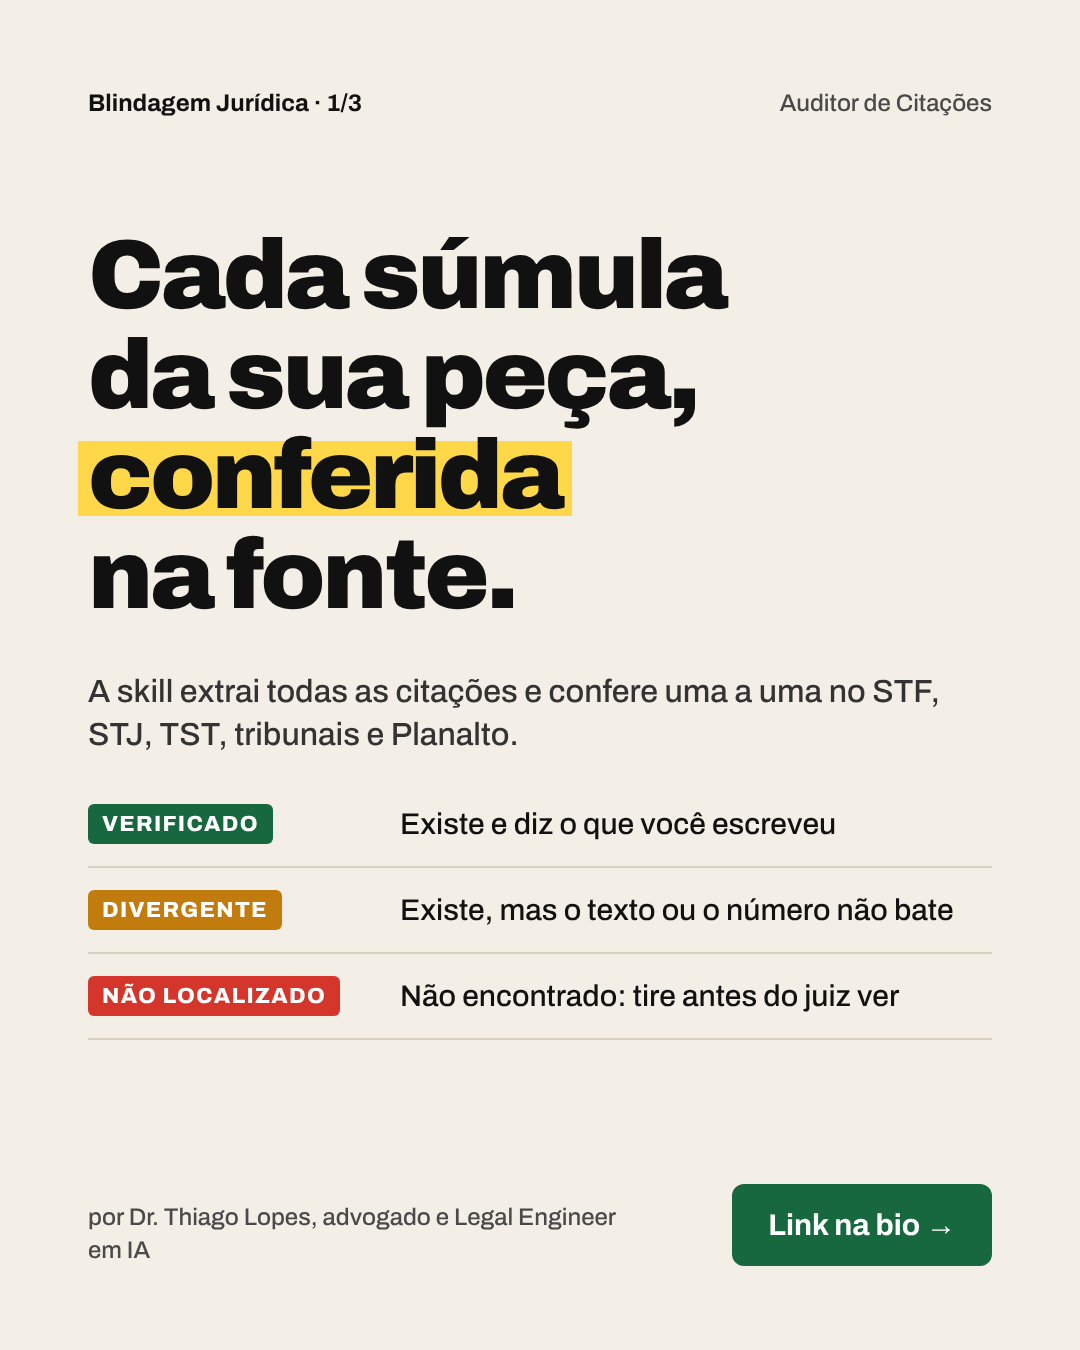 Blindagem Jurídica · 1/3
Auditor de Citações
Cada súmula
da sua peça,
conferida
na fonte.
A skill extrai todas as citações e confere uma a uma no STF,
STJ, TST, tribunais e Planalto.
VERIFICADO
Existe e diz o que você escreveu
DIVERGENTE
Existe, mas o texto ou o número não bate
NÃO LOCALIZADO
Não encontrado: tire antes do juiz ver
por Dr. Thiago Lopes, advogado e Legal Engineer
em IA
Link na bio →